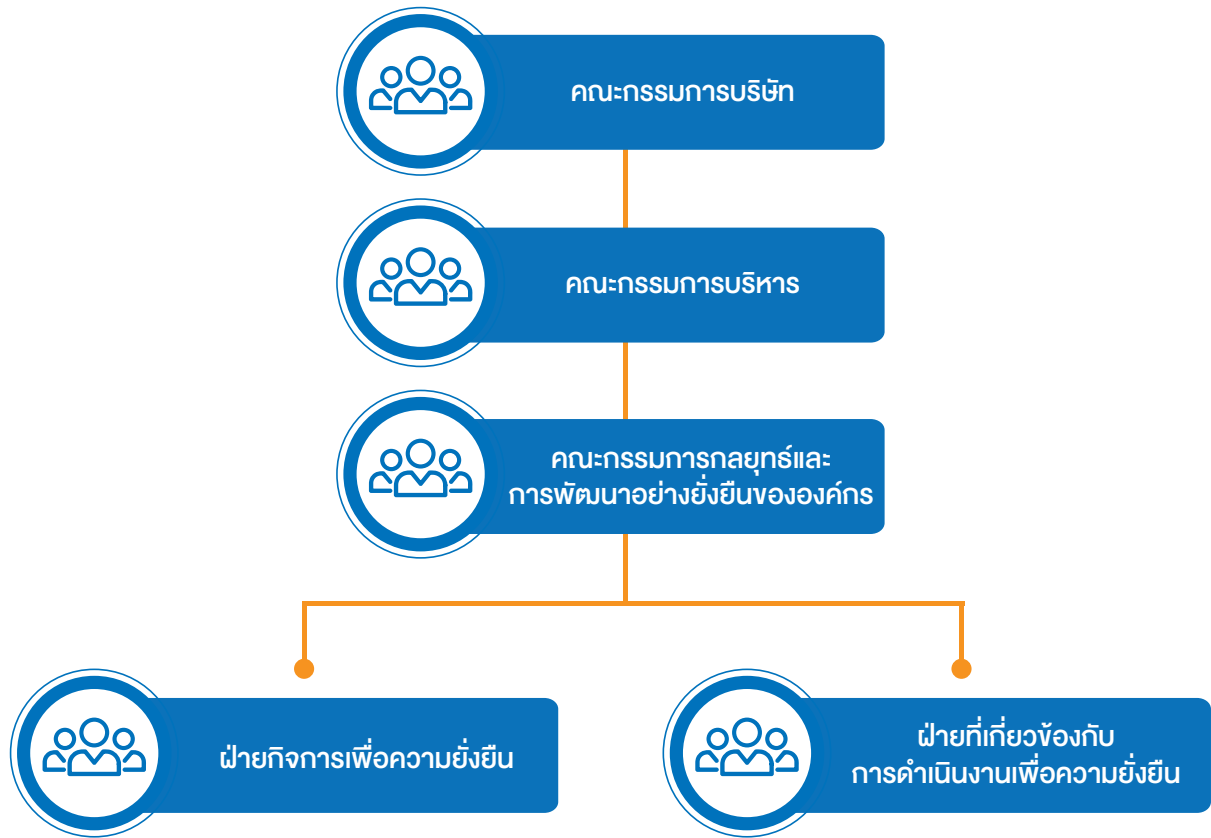 คณะกรรมการบริษัท
คณะกรรมการบริหาร
คณะกรรมการกลยุทธ์และ
การพัฒนาอย่างยั่งยืนขององค์กร
ฝ่ายกิจการเพื่อความยั่งยืน
ฝ่ายที่เกี่ยวข้องกับ
การดำเนินงานเพื่อความยั่งยืน